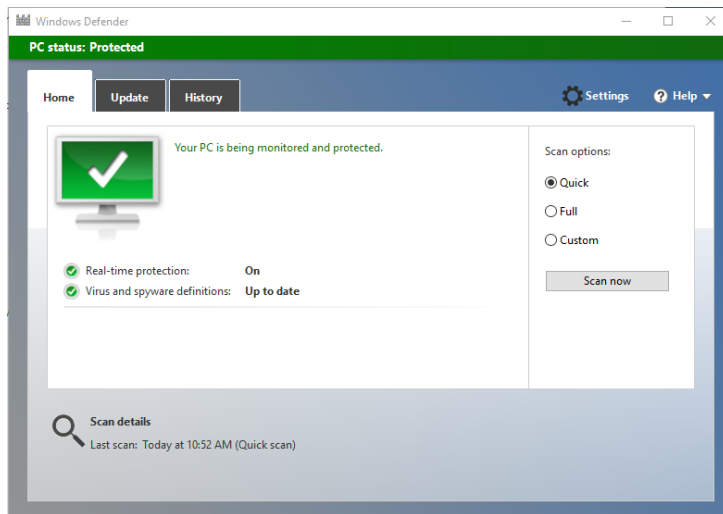 Windows Defender
PC status: Protected
Home
Update
History
Settings
Help
Your PC is being monitored and protected.
Real-time protection: On
Virus and spyware definitions: Up to date
Scan options:
Quick
Full
Custom
Scan now
Scan details
Last scan: Today at 10:52 AM (Quick scan)